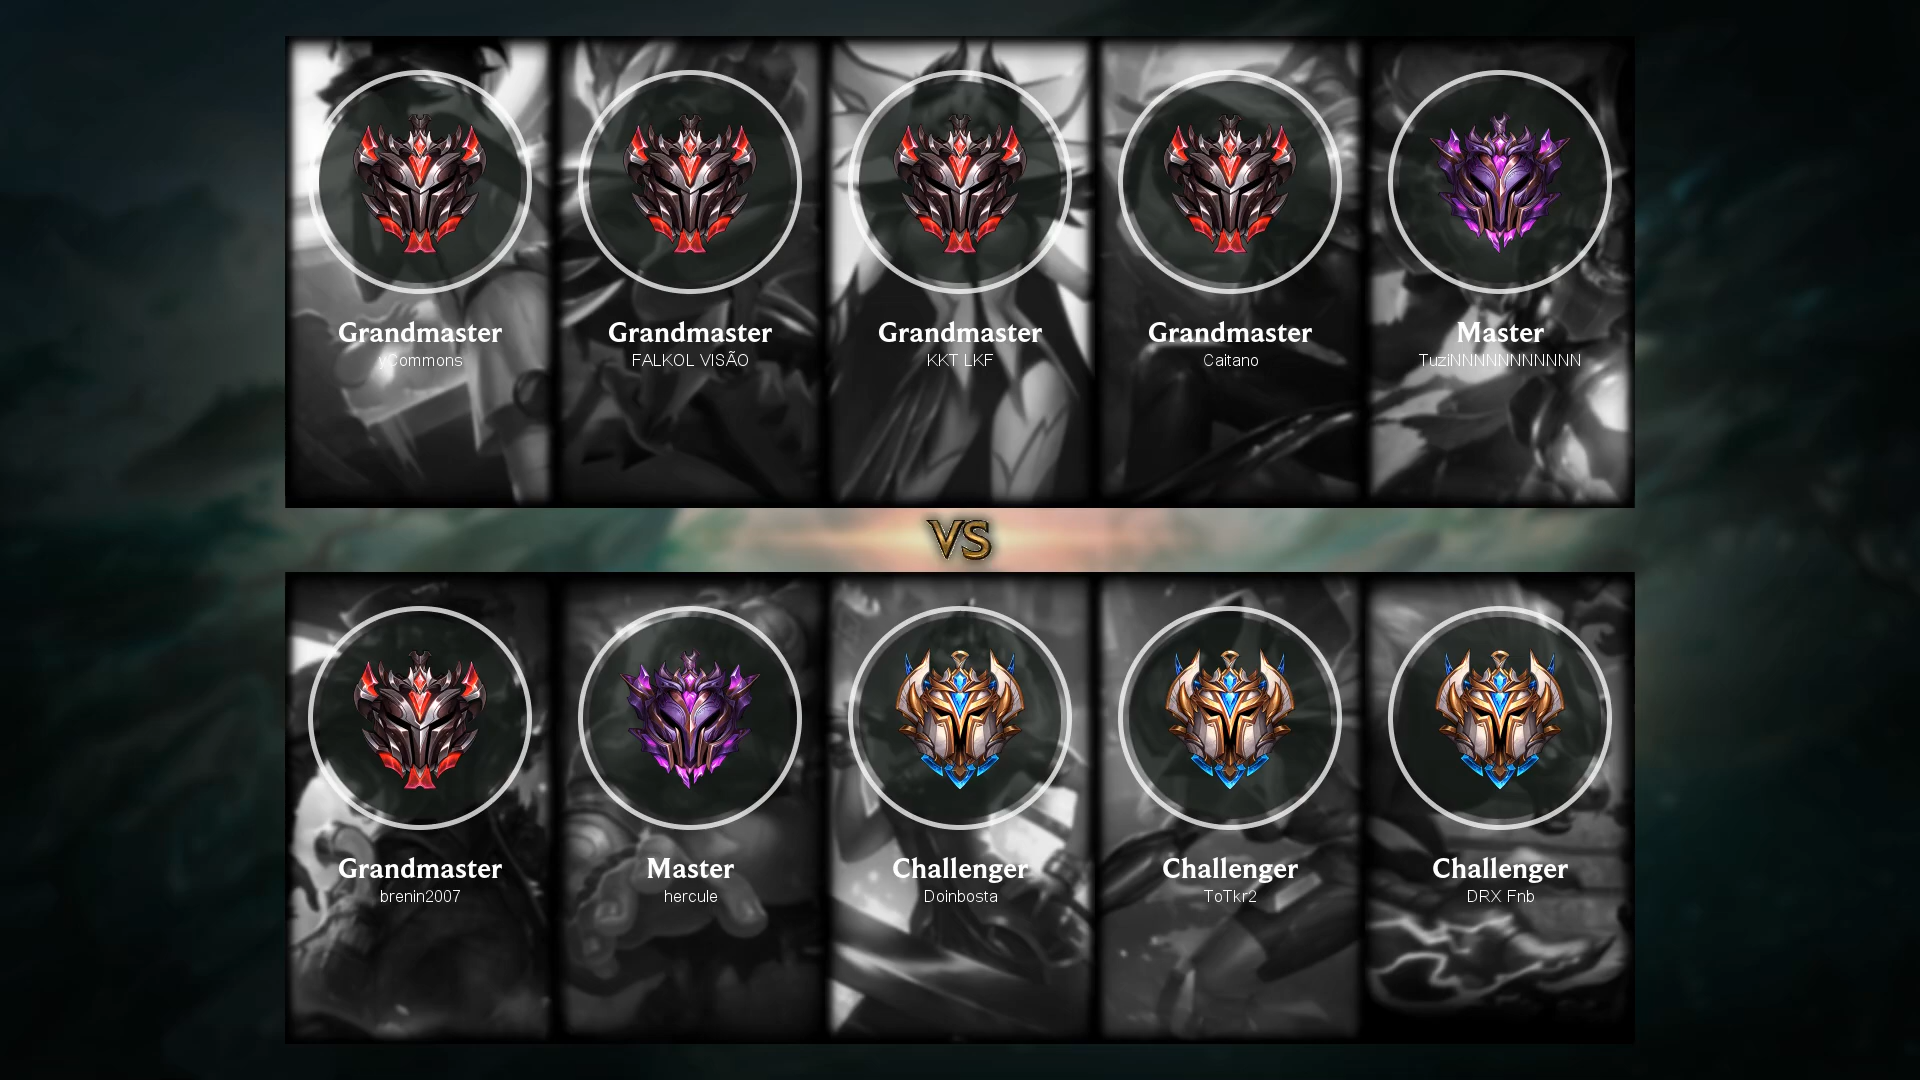 Grandmaster
yCommons
Grandmaster
FALKOL VISÃO
Grandmaster
KKT LKF
Grandmaster
Caitano
Master
TuziNNNNNNNNNNN
VS
Grandmaster
brenin2007
Master
hercule
Challenger
Doinbosta
Challenger
ToTkr2
Challenger
DRX Fnb